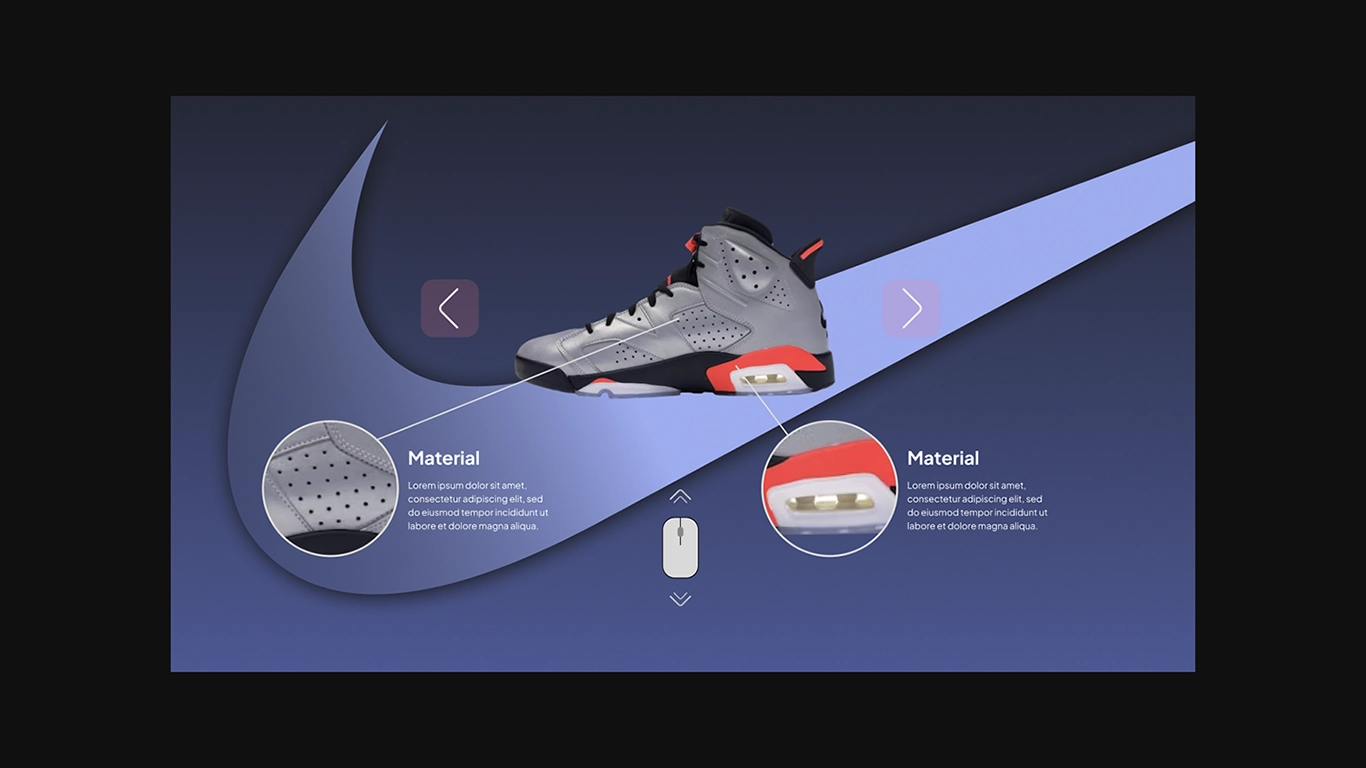 Material
Lorem ipsum dolor sit amet,
consectetur adipiscing elit, sed
do eiusmod tempor incididunt ut
labore et dolore magna aliqua.
Material
Lorem ipsum dolor sit amet,
consectetur adipiscing elit, sed
do eiusmod tempor incididunt ut
labore et dolore magna aliqua.